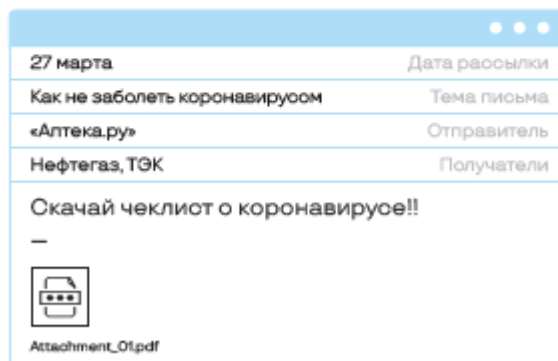 27 марта Дата рассылки
Как не заболеть коронавирусом Тема письма
«Аптека.ру» Отправитель
Нефтегаз, ТЭК Получатели
Скачай чеклист о коронавирусе!!
—
Attachment_01.pdf